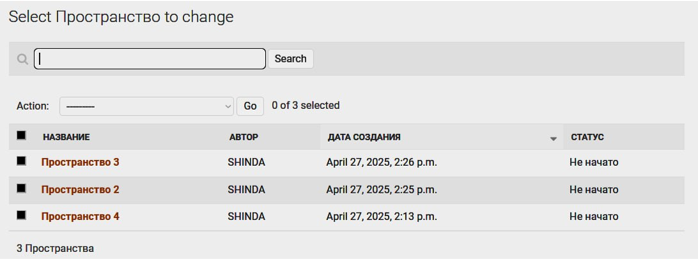 Select Пространство to change
Search
Action: ---------- Go 0 of 3 selected
НАЗВАНИЕ АВТОР ДАТА СОЗДАНИЯ СТАТУС
Пространство 3 SHINDA April 27, 2025, 2:26 p.m. Не начато
Пространство 2 SHINDA April 27, 2025, 2:25 p.m. Не начато
Пространство 4 SHINDA April 27, 2025, 2:13 p.m. Не начато
3 Пространства